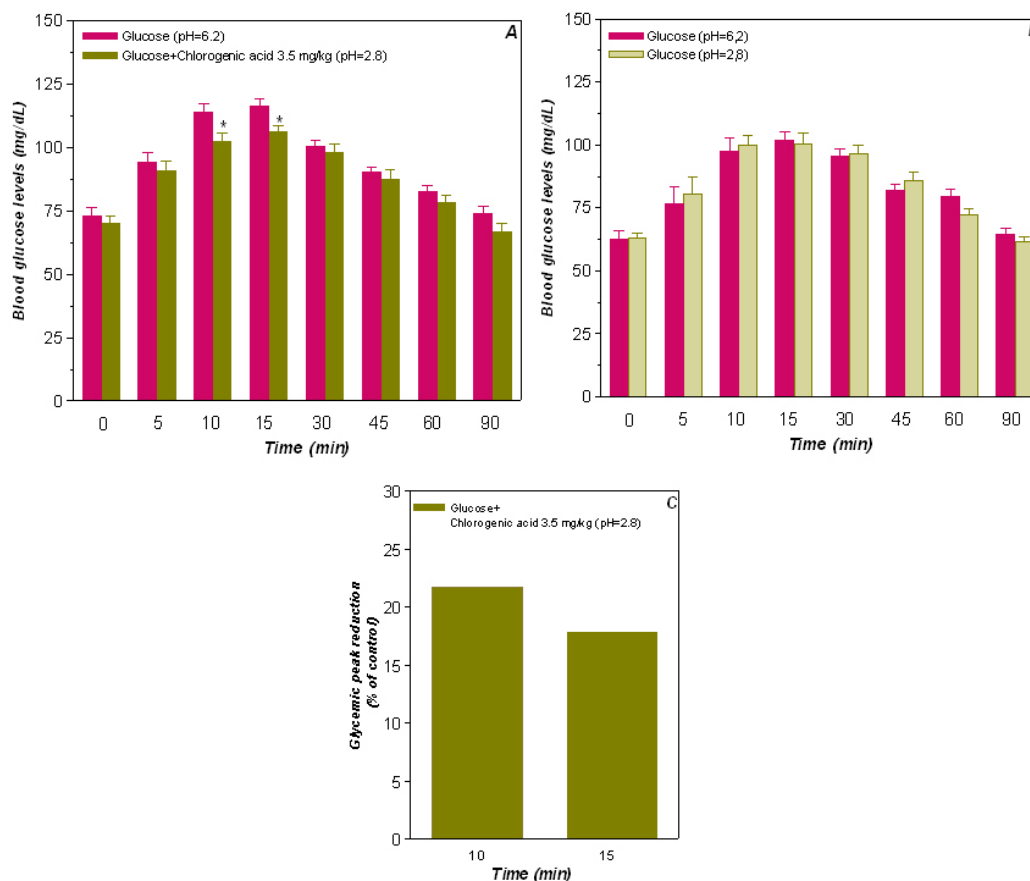 A
Glucose (pH=6.2)
Glucose+Chlorogenic acid 3.5 mg/kg (pH=2.8)
Blood glucose levels (mg/dL)
150
125
100
75
50
25
0
* *
0 5 10 15 30 45 60 90
Time (min)
Glucose (pH=6,2)
Glucose (pH=2,8)
Blood glucose levels (mg/dL)
150
125
100
75
50
25
0
0 5 10 15 30 45 60 90
Time (min)
C
Glucose+
Chlorogenic acid 3.5 mg/kg (pH=2.8)
Glycemic peak reduction
(% of control)
30
25
20
15
10
5
0
10 15
Time (min)